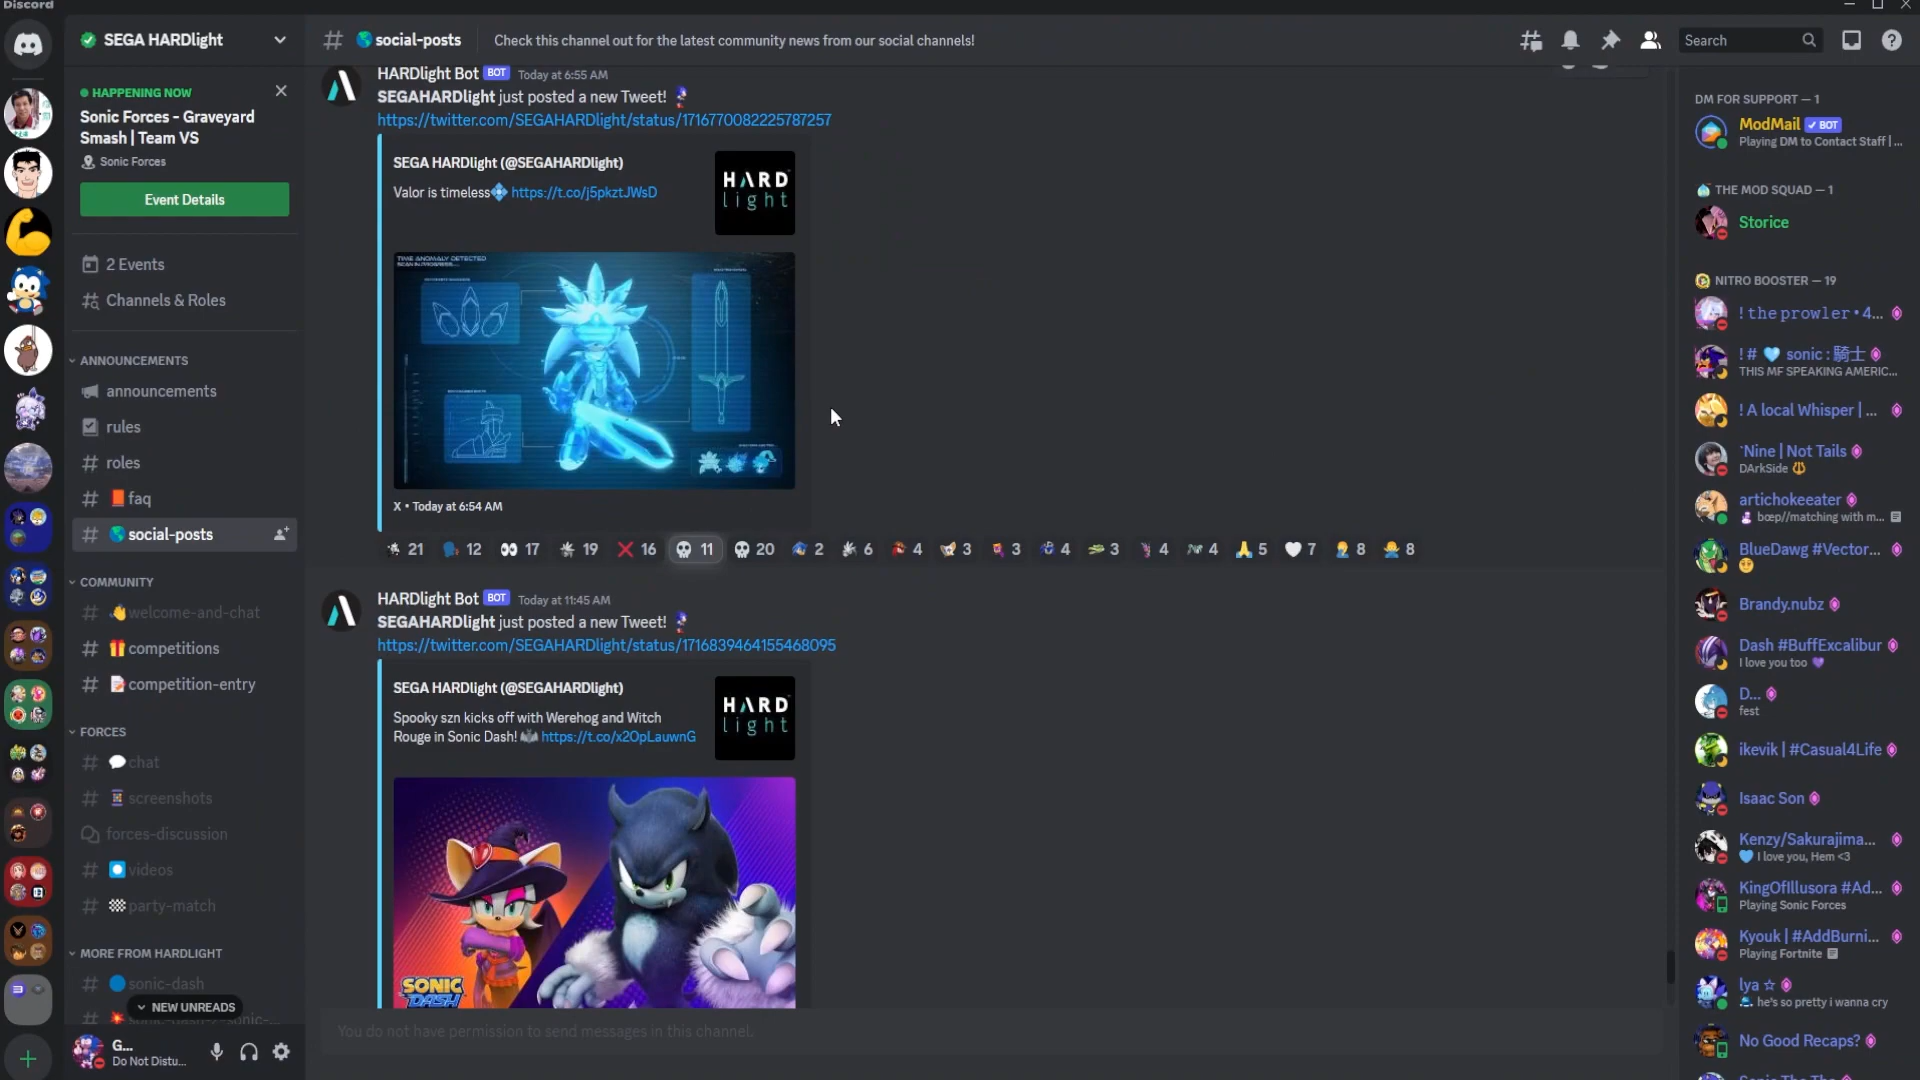 Discord
SEGA HARDlight
HAPPENING NOW
Sonic Forces - Graveyard
Smash | Team VS
Sonic Forces
Event Details
2 Events
Channels & Roles
ANNOUNCEMENTS
announcements
rules
roles
faq
social-posts
COMMUNITY
welcome-and-chat
competitions
competition-entry
FORCES
chat
screenshots
forces-discussion
videos
party-match
MORE FROM HARDLIGHT
sonic-dash
NEW UNREADS
G...
Do Not Distu...
social-posts
Check this channel out for the latest community news from our social channels!
Search
HARDlight Bot BOT Today at 6:55 AM
SEGAHARDlight just posted a new Tweet!
https://twitter.com/SEGAHARDlight/status/1716770082225787257
SEGA HARDlight (@SEGAHARDlight)
Valor is timeless https://t.co/j5pkztJWsD
HARD
light
TIME ANOMALY DETECTED
SCAN IN PROGRESS...
X • Today at 6:54 AM
21 12 17 19 16 11 20 2 6 4 3 3 4 3 4 4 5 7 8 8
HARDlight Bot BOT Today at 11:45 AM
SEGAHARDlight just posted a new Tweet!
https://twitter.com/SEGAHARDlight/status/1716839464155468095
SEGA HARDlight (@SEGAHARDlight)
Spooky szn kicks off with Werehog and Witch
Rouge in Sonic Dash! https://t.co/x2OpLauwnG
HARD
light
SONIC
DASH
You do not have permission to send messages in this channel.
DM FOR SUPPORT — 1
ModMail BOT
Playing DM to Contact Staff | ...
THE MOD SQUAD — 1
Storice
NITRO BOOSTER — 19
! the prowler • 4...
! # sonic : 騎士
THIS MF SPEAKING AMERIC...
! A local Whisper | ...
`Nine | Not Tails
DArkSide
artichokeeater
bœp//matching with m...
BlueDawg #Vector...
Brandy.nubz
Dash #BuffExcalibur
I love you too
D...
fest
ikevik | #Casual4Life
Isaac Son
Kenzy/Sakurajima...
I love you, Hem <3
KingOfIllusora #Ad...
Playing Sonic Forces
Kyouk | #AddBurni...
Playing Fortnite
lya ☆
he's so pretty i wanna cry
No Good Recaps?